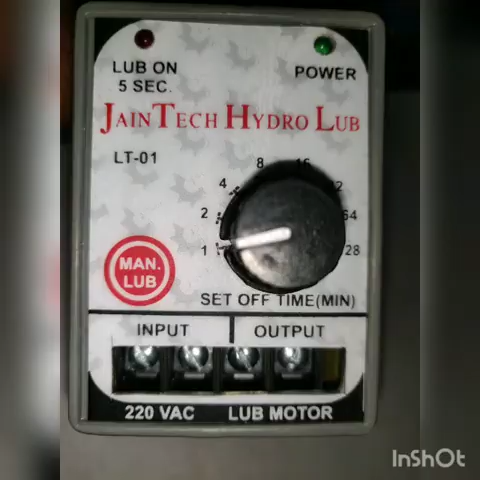 LUB ON
5 SEC.
POWER
JAINTECH HYDRO LUB
LT-01
8
4
2
1
64
28
MAN.
LUB
SET OFF TIME(MIN)
INPUT
OUTPUT
220 VAC
LUB MOTOR
InShOt